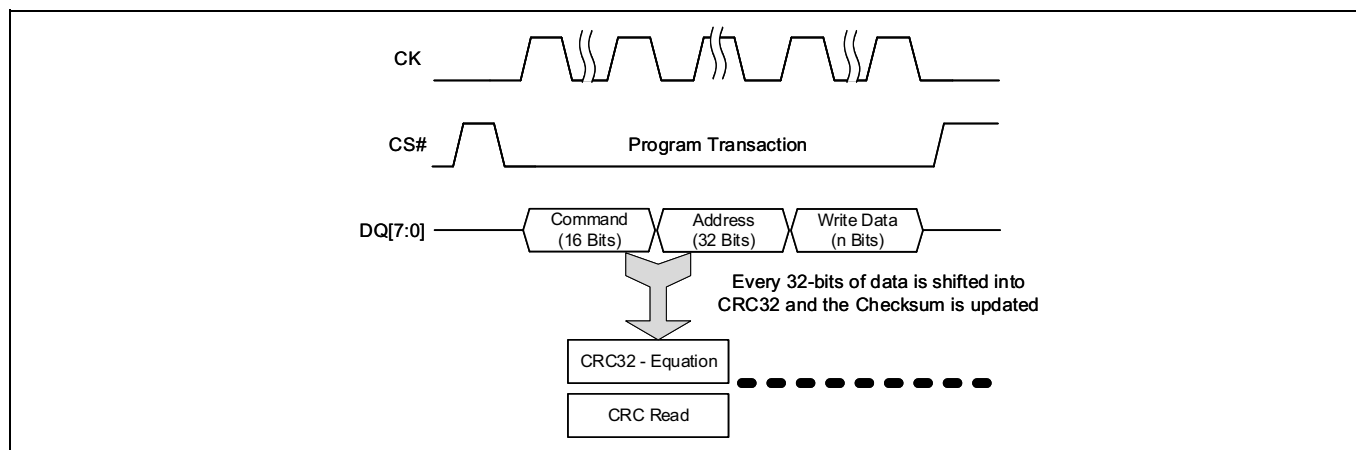 CK
CS#
Program Transaction
DQ[7:0]
Command
(16 Bits)
Address
(32 Bits)
Write Data
(n Bits)
Every 32-bits of data is shifted into
CRC32 and the Checksum is updated
CRC32 - Equation
CRC Read